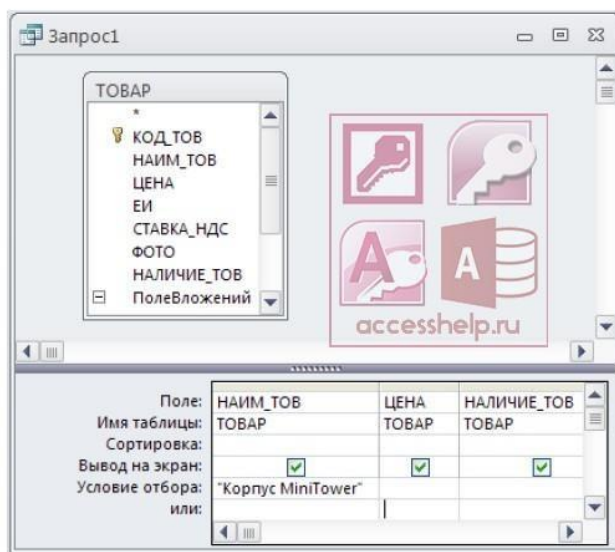 Запрос1
ТОВАР
*
КОД_ТОВ
НАИМ_ТОВ
ЦЕНА
ЕИ
СТАВКА_НДС
ФОТО
НАЛИЧИЕ_ТОВ
ПолеВложений
A A
accesshelp.ru
Поле: НАИМ_ТОВ ЦЕНА НАЛИЧИЕ_ТОВ
Имя таблицы: ТОВАР ТОВАР ТОВАР
Сортировка:
Вывод на экран:
Условие отбора: "Корпус MiniTower"
или: